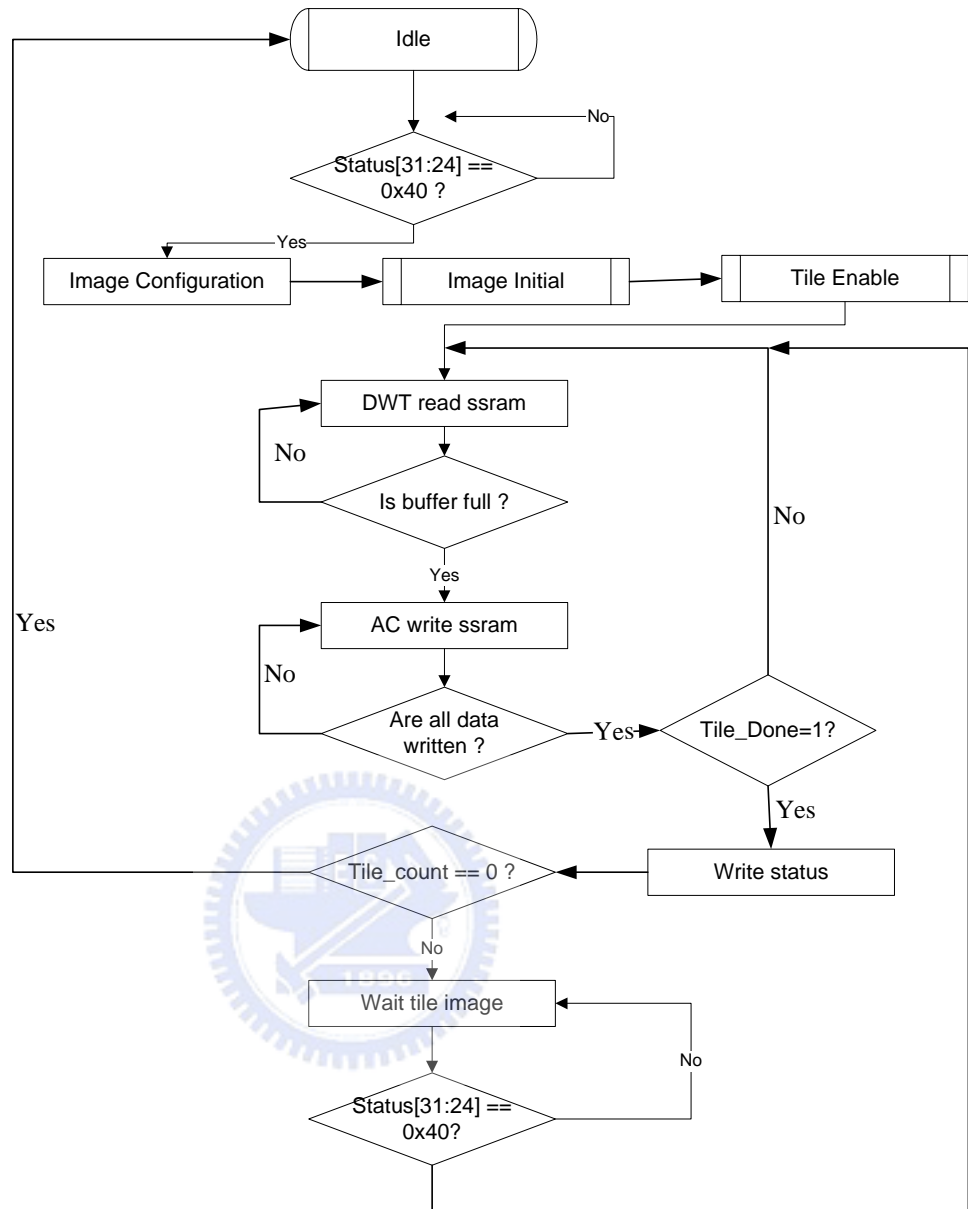 Idle
No
Status[31:24] ==
0x40 ?
Yes
Image Configuration
Image Initial
Tile Enable
DWT read ssram
No
Is buffer full ?
No
Yes
Yes
AC write ssram
No
Are all data
written ?
Yes
Tile_Done=1?
Yes
Tile_count == 0 ?
Write status
No
1896
Wait tile image
No
Status[31:24] ==
0x40?